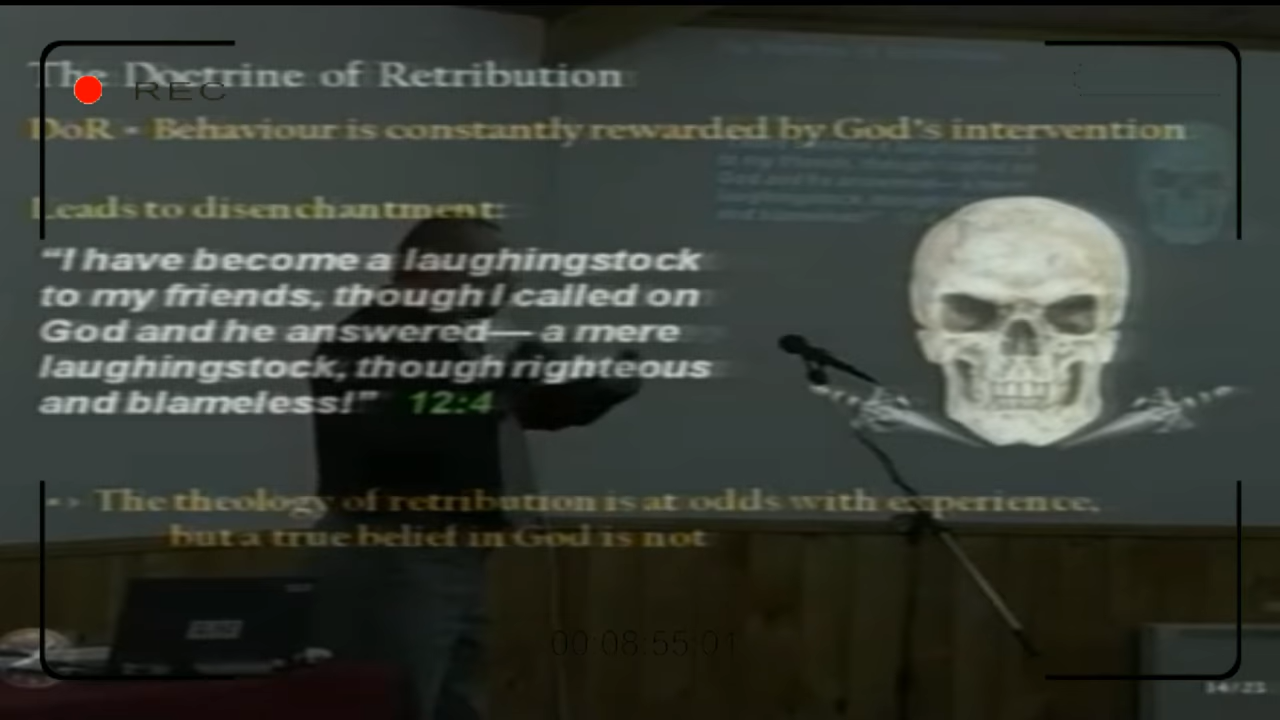 The Doctrine of Retribution
REC
DoR - Behaviour is constantly rewarded by God's intervention
Leads to disenchantment:
"I have become a laughingstock
to my friends, though I called on
God and he answered— a mere
laughingstock, though righteous
and blameless!" 12:4
-> The theology of retribution is at odds with experience,
but a true belief in God is not
00:08:55:01
14/21